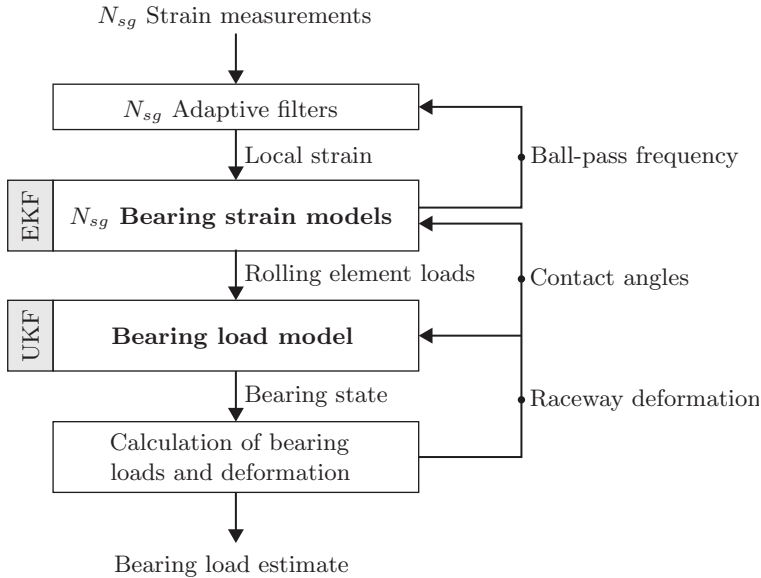 N_sg Strain measurements
N_sg Adaptive filters
Local strain
Ball-pass frequency
EKF
N_sg Bearing strain models
Rolling element loads
Contact angles
UKF
Bearing load model
Bearing state
Raceway deformation
Calculation of bearing
loads and deformation
Bearing load estimate